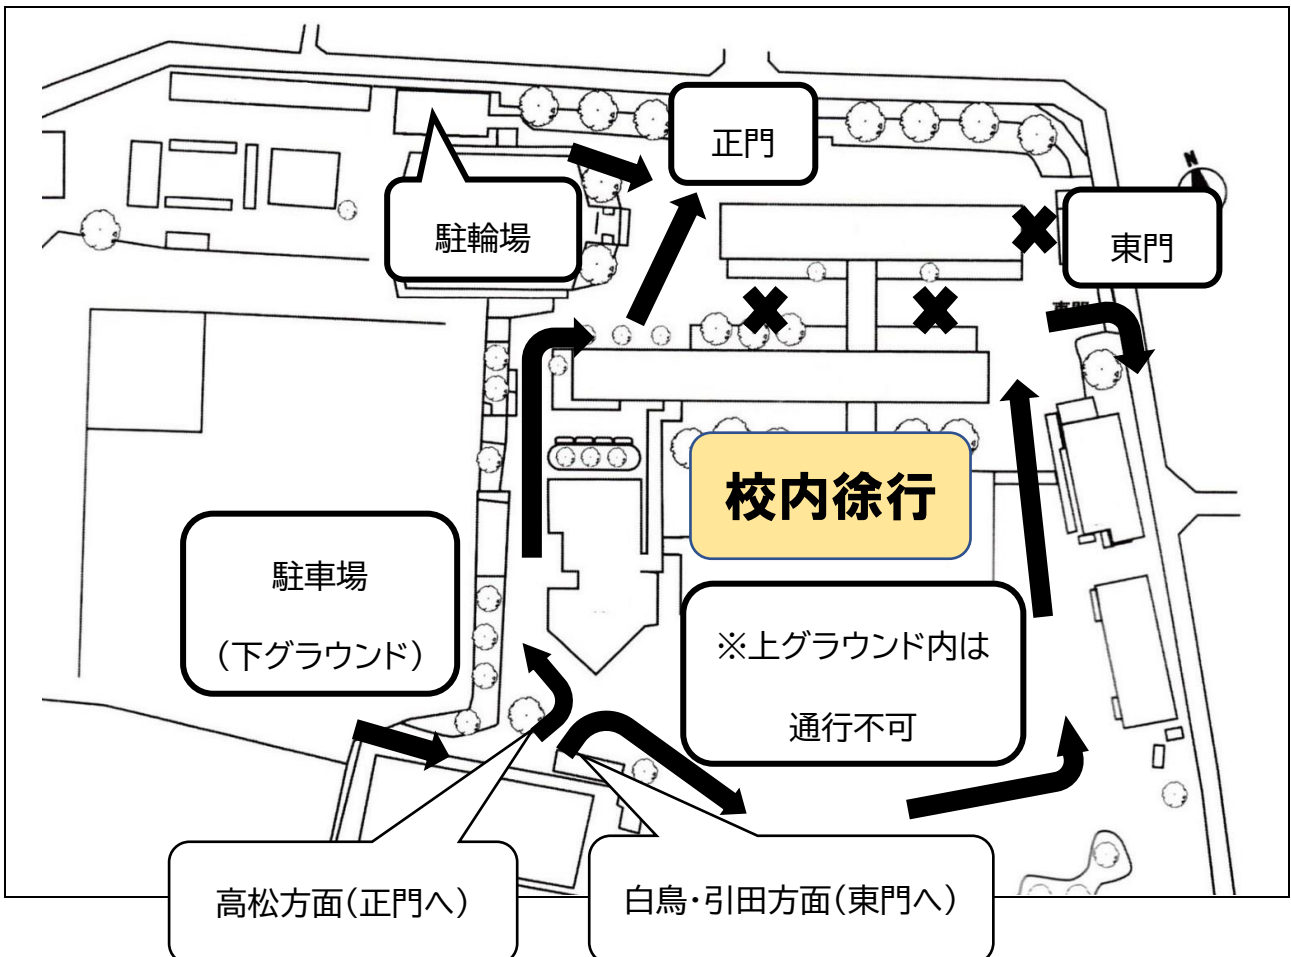 正門
N
駐輪場
東門
校内徐行
駐車場
（下グラウンド）
※上グラウンド内は
通行不可
高松方面（正門へ）
白鳥・引田方面（東門へ）